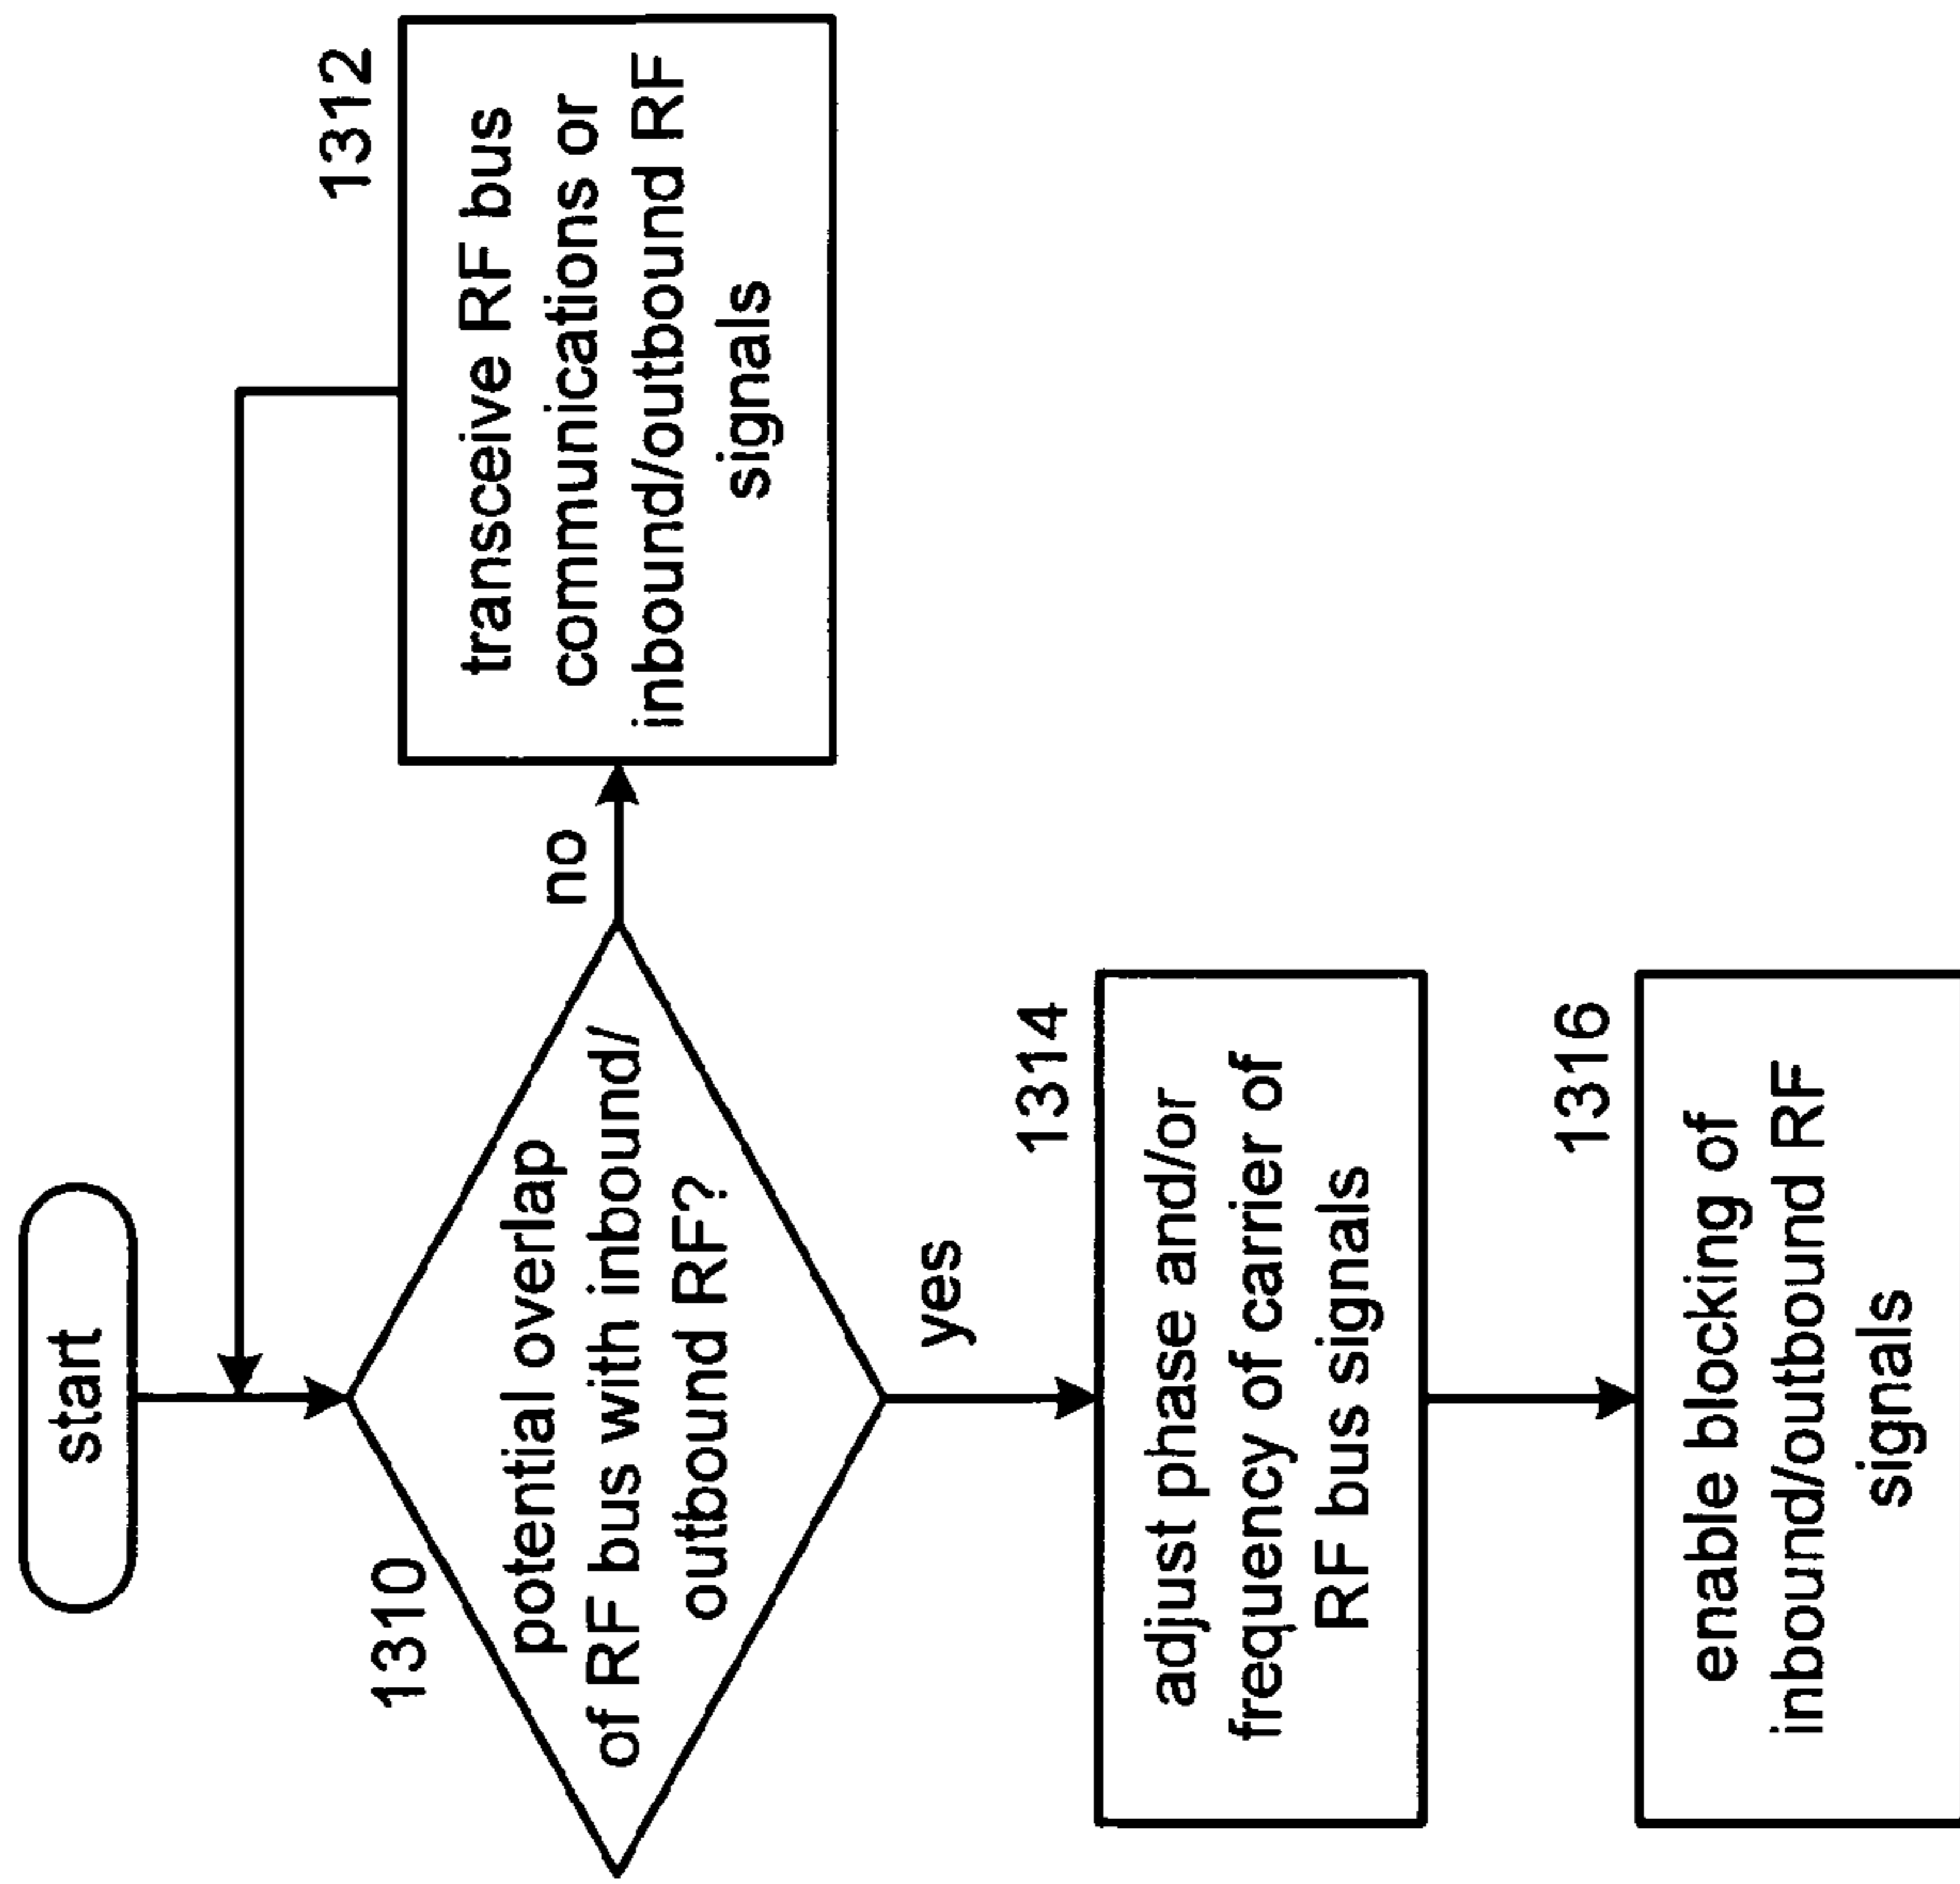 start
1310
potential overlap
of RF bus with inbound/
outbound RF?
no
1312
transceive RF bus
communications or
inbound/outbound RF
signals
yes
1314
adjust phase and/or
frequency of carrier of
RF bus signals
1316
enable blocking of
inbound/outbound RF
signals